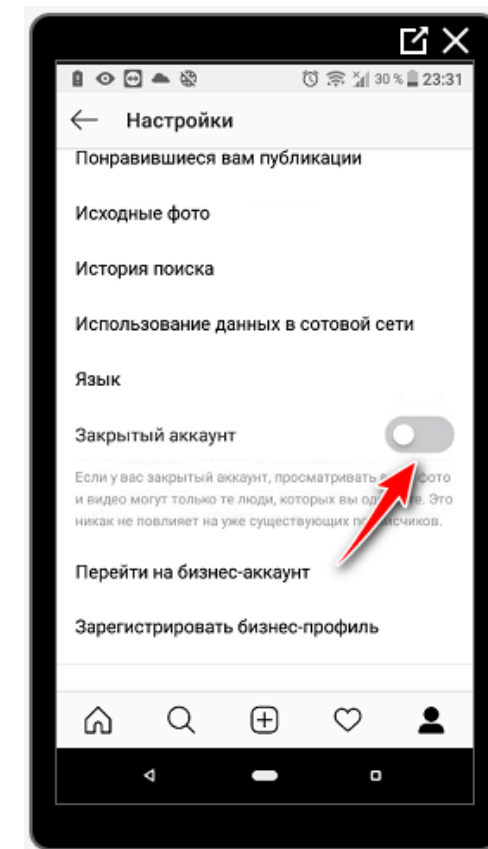 30 % 23:31
Настройки
Понравившиеся вам публикации
Исходные фото
История поиска
Использование данных в сотовой сети
Язык
Закрытый аккаунт
Если у вас закрытый аккаунт, просматривать фото
и видео могут только те люди, которых вы Это
никак не повлияет на уже существующих
Перейти на бизнес-аккаунт
Зарегистрировать бизнес-профиль